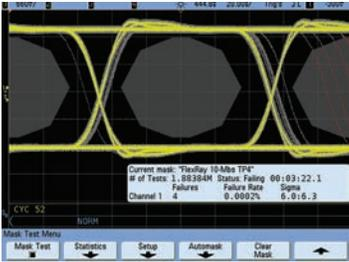 444.8s 20.00s/
Current mask: "FlexRay 10-Mbs TP4"
# of Tests: 1.88384M Status: Failing 00:03:22.1
Failures Failure Rate Sigma
Channel 1 4 0.0002% 6.0:6.3
CYC 52
NORM
Mask Test Menu
Mask Test Statistics Setup Automask Clear Mask